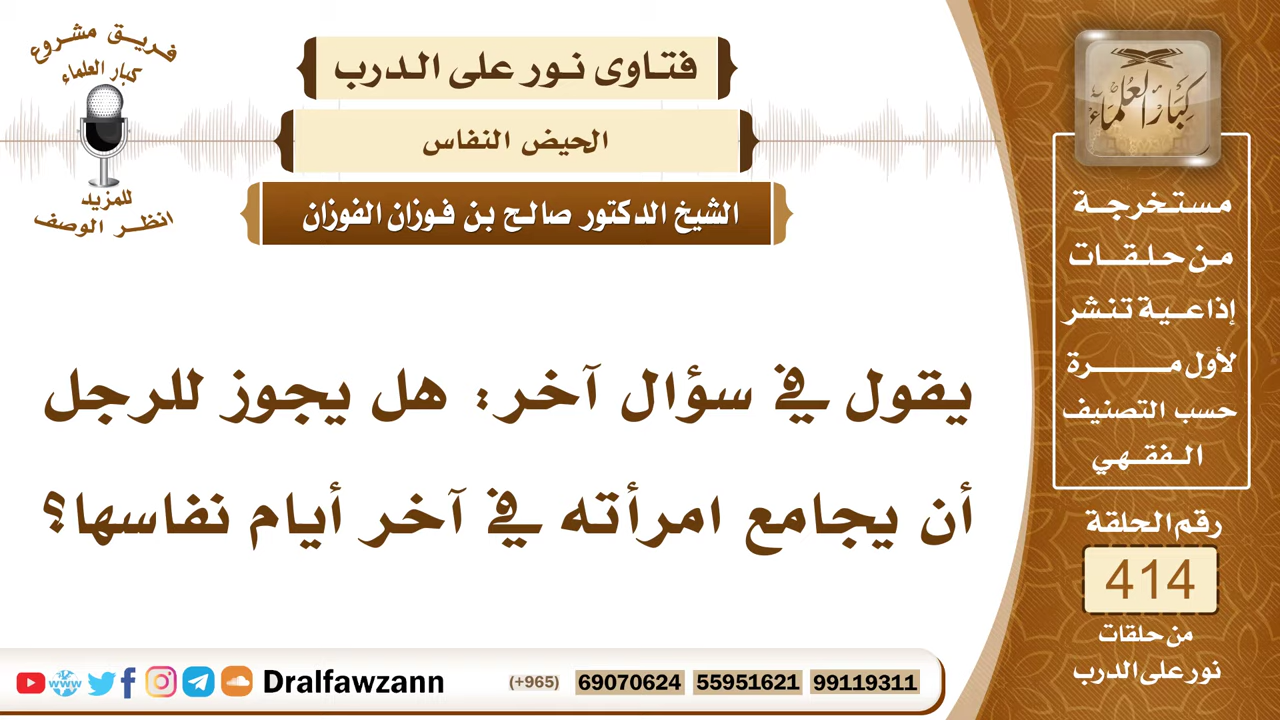 فريق مشروع
كبار العلماء
للمزيد
انظر الوصف
فتاوى نور على الدرب
الحيض النفاس
الشيخ الدكتور صالح بن فوزان الفوزان
يقول في سؤال آخر: هل يجوز للرجل
أن يجامع امرأته في آخر أيام نفاسها؟
كبار العلماء
مستخرجة
من حلقات
إذاعية تنشر
لأول مرة
حسب التصنيف
الفقهي
رقم الحلقة
414
من حلقات
نور على الدرب
www
Dralfawzann
(+965) 69070624 55951621 99119311